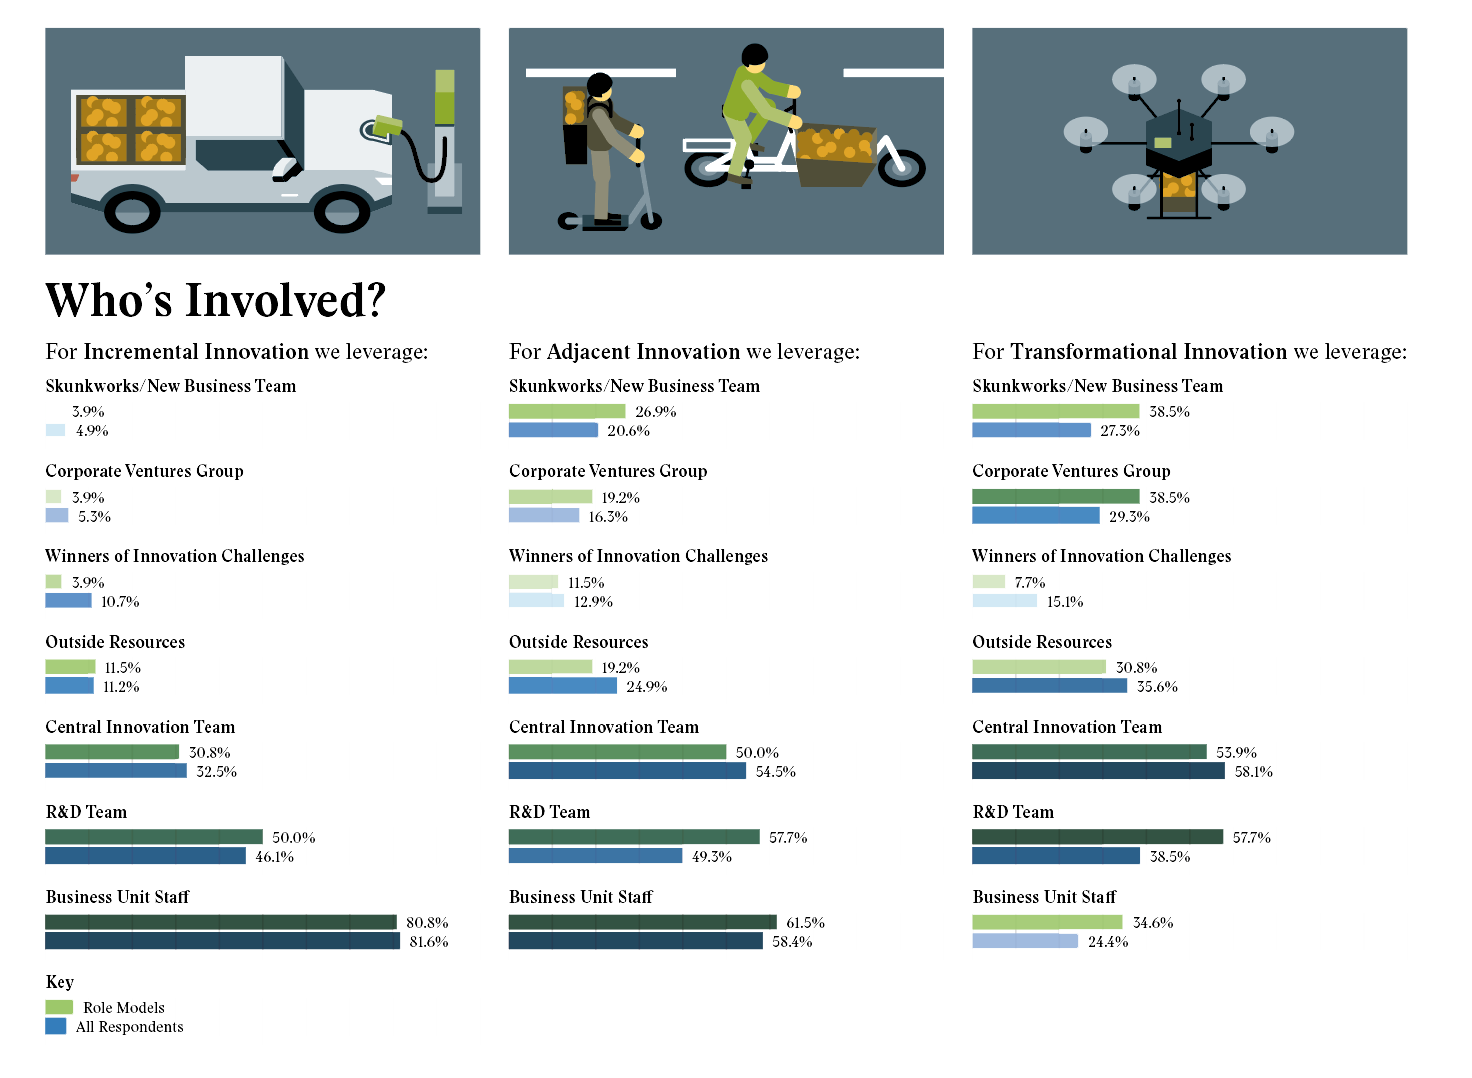 Who's Involved?
For Incremental Innovation we leverage:
Skunkworks/New Business Team
3.9%
4.9%
Corporate Ventures Group
3.9%
5.3%
Winners of Innovation Challenges
3.9%
10.7%
Outside Resources
11.5%
11.2%
Central Innovation Team
30.8%
32.5%
R&D Team
50.0%
46.1%
Business Unit Staff
80.8%
81.6%
For Adjacent Innovation we leverage:
Skunkworks/New Business Team
26.9%
20.6%
Corporate Ventures Group
19.2%
16.3%
Winners of Innovation Challenges
11.5%
12.9%
Outside Resources
19.2%
24.9%
Central Innovation Team
50.0%
54.5%
R&D Team
57.7%
49.3%
Business Unit Staff
61.5%
58.4%
For Transformational Innovation we leverage:
Skunkworks/New Business Team
38.5%
27.3%
Corporate Ventures Group
38.5%
29.3%
Winners of Innovation Challenges
7.7%
15.1%
Outside Resources
30.8%
35.6%
Central Innovation Team
53.9%
58.1%
R&D Team
57.7%
38.5%
Business Unit Staff
34.6%
24.4%
Key
Role Models
All Respondents